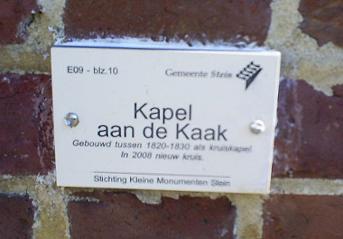 E09 - blz.10
Gemeente Stein
Kapel
aan de Kaak
Gebouwd tussen 1820-1830 als kruiskapel.
In 2008 nieuw kruis.
Stichting Kleine Monumenten Stein